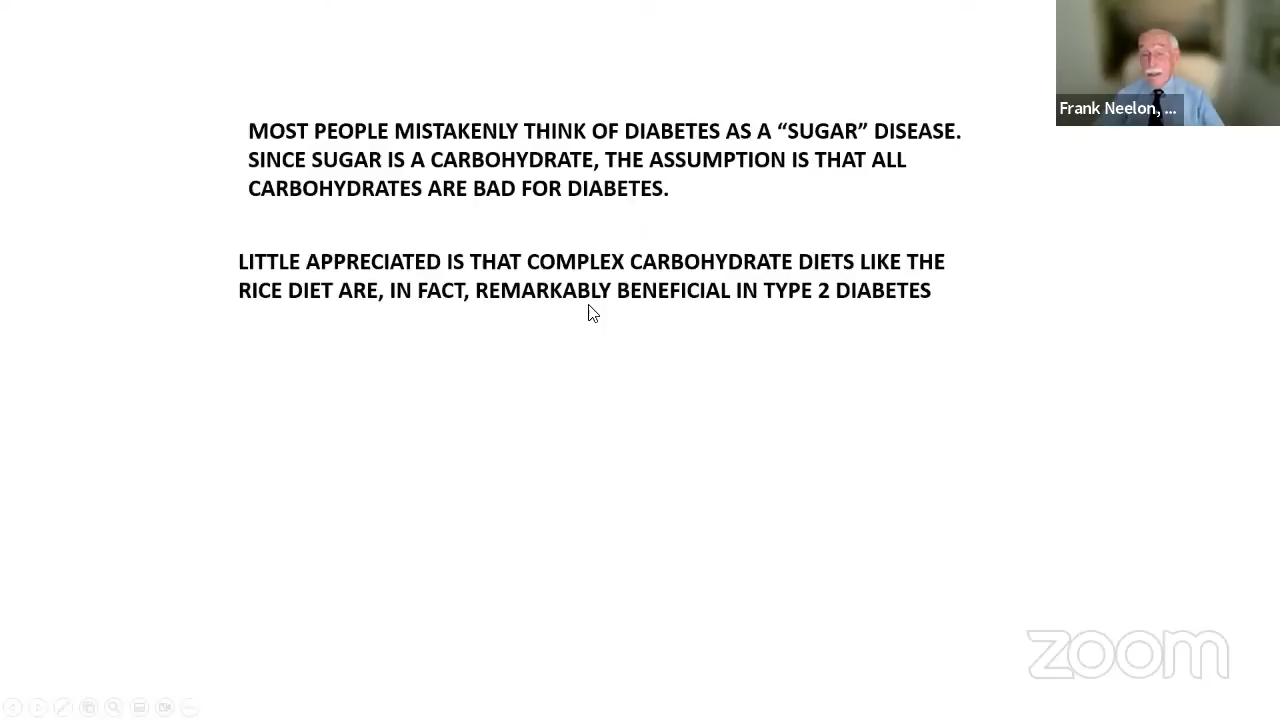 Frank Neelon, ...
MOST PEOPLE MISTAKENLY THINK OF DIABETES AS A “SUGAR” DISEASE.
SINCE SUGAR IS A CARBOHYDRATE, THE ASSUMPTION IS THAT ALL
CARBOHYDRATES ARE BAD FOR DIABETES.
LITTLE APPRECIATED IS THAT COMPLEX CARBOHYDRATE DIETS LIKE THE
RICE DIET ARE, IN FACT, REMARKABLY BENEFICIAL IN TYPE 2 DIABETES
zoom